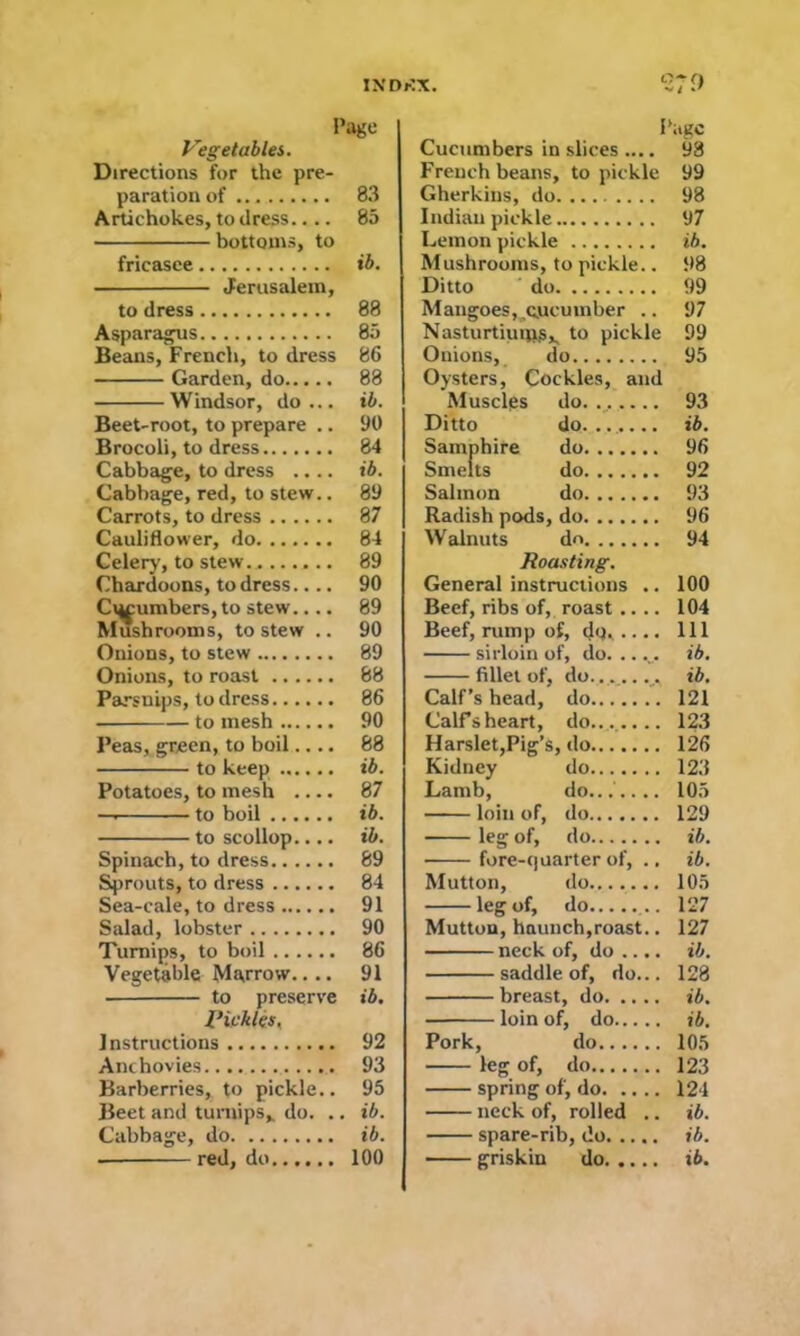 INDEX. 279
Page
Vegetables.
Directions for the pre-
paration of .......... 83
Artichokes, to dress.... 85
———— bottoms, to
fricasee ............. ib.
———— Jerusalem,
to dress ............. 88
Asparagus............. 85
Beans, French, to dress 86
——— Garden, do..... 88
——— Windsor, do ... ib.
Beet-root, to prepare .. 90
Brocoli, to dress....... 84
Cabbage, to dress .... ib.
Cabbage, red, to stew.. 89
Carrots, to dress ...... 87
Cauliflower, do........ 84
Celery, to stew......... 89
Chardoons, to dress.... 90
Cucumbers, to stew.... 89
Mushrooms, to stew .. 90
Onions, to stew ........ 89
Onions, to roast ...... 88
Parsnips, to dress...... 86
———— to mesh ...... 90
Peas, green, to boil.... 88
———— to keep ...... ib.
Potatoes, to mesh .... 87
———— to boil ...... ib.
———— to scollop.... ib.
Spinach, to dress...... 89
Sprouts, to dress ...... 84
Sea-cale, to dress ...... 91
Salad, lobster ......... 90
Turnips, to boil ...... 86
Vegetable Marrow.... 91
———— to preserve ib.
Pickles.
Instructions .......... 92
Anchovies............. 93
Barberries, to pickle.. 95
Beet and turnips, do. .. ib.
Cabbage, do. ......... ib.
———— red, do...... 100
Page
Cucumbers in slices .... 98
French beans, to pickle 99
Gherkins, do. ........ 98
Indian pickle........... 97
Lemon pickle ........ ib.
Mushrooms, to pickle.. 98
Ditto do. ......... 99
Mangoes, cucumber .. 97
Nasturtiums, to pickle 99
Onions, do......... 95
Oysters, Cockles, and
Muscles do. ....... 93
Ditto do. ....... ib.
Samphire do........ 96
Smelts do........ 92
Salmon do........ 93
Radish pods, do........ 96
Walnuts do........ 94
Roasting.
General instructions .. 100
Beef, ribs of, roast .... 104
Beef, rump of, do. .... 111
—— sirloin of, do. ..... ib.
—— fillet of, do........ ib.
Calf's head, do........ 121
Calf's heart, do........ 123
Harslet,Pig's, do....... 126
Kidney do....... 123
Lamb, do........ 105
—— loin of, do........ 129
—— leg of, do........ ib.
—— fore-quarter of, .. ib.
Mutton, do........ 105
—— leg of, do........ 127
Mutton, haunch,roast.. 127
——— neck of, do .... ib.
——— saddle of, do... 128
——— breast, do. .... ib.
——— loin of, do..... ib.
Pork, do...... 105
—— leg of, do........ 123
—— spring of, do. .... 124
—— neck of, rolled .. ib.
—— spare-rib, do. .... ib.
—— griskin do. .... ib.